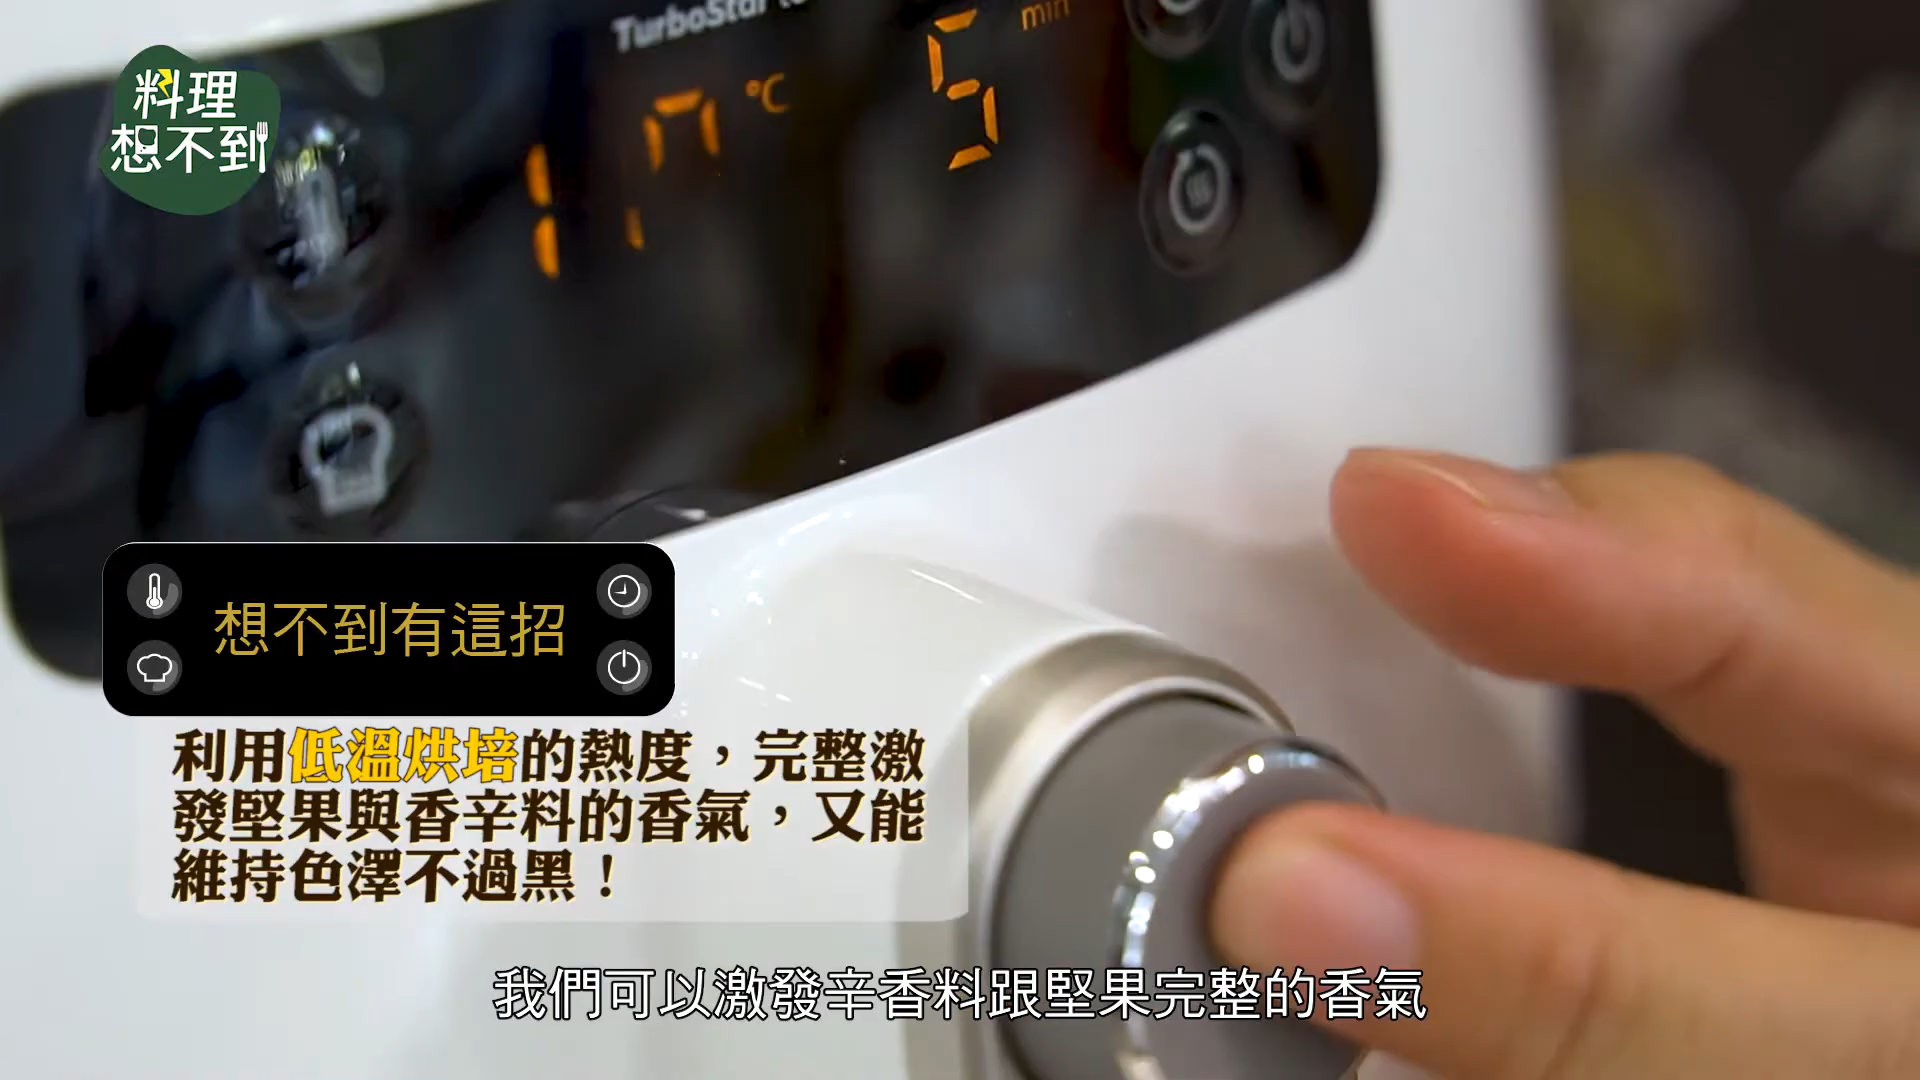 料理
想不到
min
°C
5
想不到有這招
利用低溫烘培的熱度，完整激
發堅果與香辛料的香氣，又能
維持色澤不過黑！
我們可以激發辛香料跟堅果完整的香氣